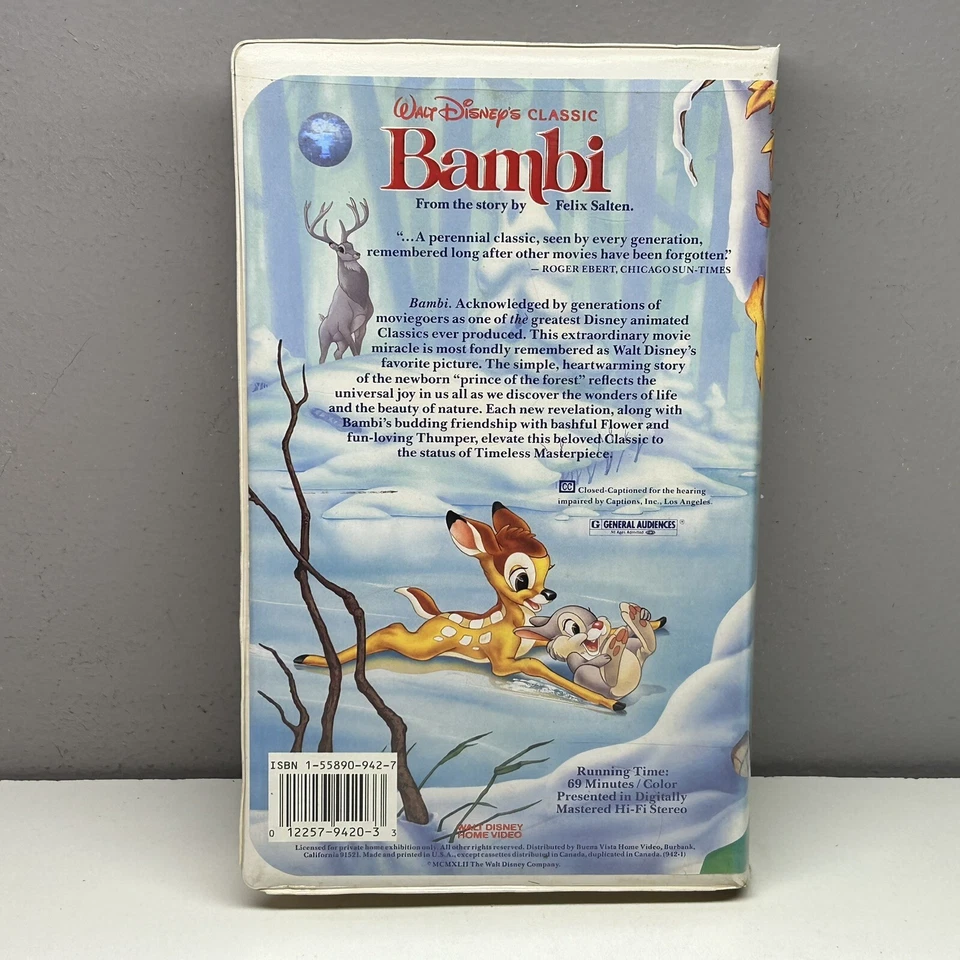 WALT DISNEY'S CLASSIC
Bambi
From the story by Felix Salten.
“...A perennial classic, seen by every generation,
remembered long after other movies have been forgotten.”
— ROGER EBERT, CHICAGO SUN-TIMES
Bambi. Acknowledged by generations of
moviegoers as one of the greatest Disney animated
Classics ever produced. This extraordinary movie
miracle is most fondly remembered as Walt Disney's
favorite picture. The simple, heartwarming story
of the newborn “prince of the forest” reflects the
universal joy in us all as we discover the wonders of life
and the beauty of nature. Each new revelation, along with
Bambi's budding friendship with bashful Flower and
fun-loving Thumper, elevate this beloved Classic to
the status of Timeless Masterpiece.
CC Closed-Captioned for the hearing
impaired by Captions, Inc., Los Angeles.
G GENERAL AUDIENCES ®
All Ages Admitted
ISBN 1-55890-942-7
0 12257-9420-3 3
Running Time:
69 Minutes / Color
Presented in Digitally
Mastered Hi-Fi Stereo
WALT DISNEY
HOME VIDEO
Licensed for private home exhibition only. All other rights reserved. Distributed by Buena Vista Home Video, Burbank,
California 91521. Made and printed in U.S.A., except cassettes distributed in Canada, duplicated in Canada. (942-1)
©MCMXLII The Walt Disney Company.